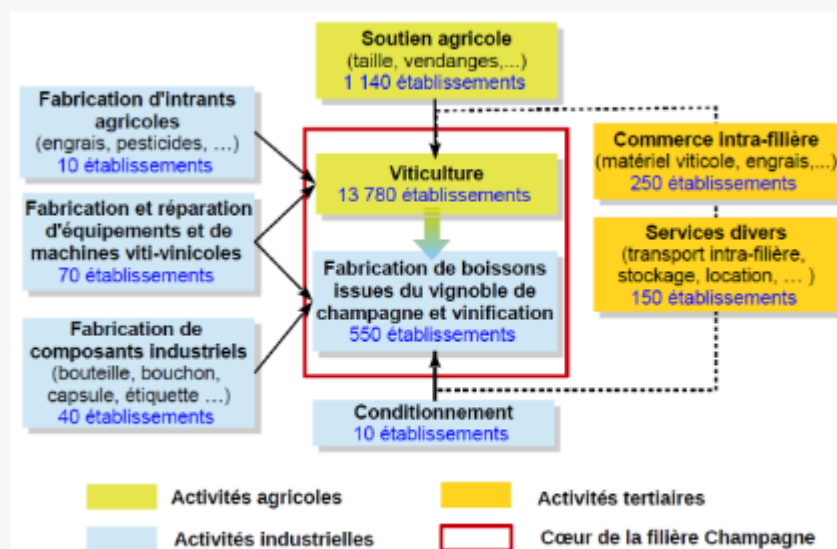 Soutien agricole
(taille, vendanges,...)
1 140 établissements
Fabrication d'intrants
agricoles
(engrais, pesticides, ...)
10 établissements
Commerce intra-filière
(matériel viticole, engrais,...)
250 établissements
Viticulture
13 780 établissements
Fabrication et réparation
d'équipements et de
machines viti-vinicoles
70 établissements
Services divers
(transport intra-filière,
stockage, location, ... )
150 établissements
Fabrication de boissons
issues du vignoble de
champagne et vinification
550 établissements
Fabrication de
composants industriels
(bouteille, bouchon,
capsule, étiquette ...)
40 établissements
Conditionnement
10 établissements
Activités agricoles
Activités tertiaires
Activités industrielles
Cœur de la filière Champagne